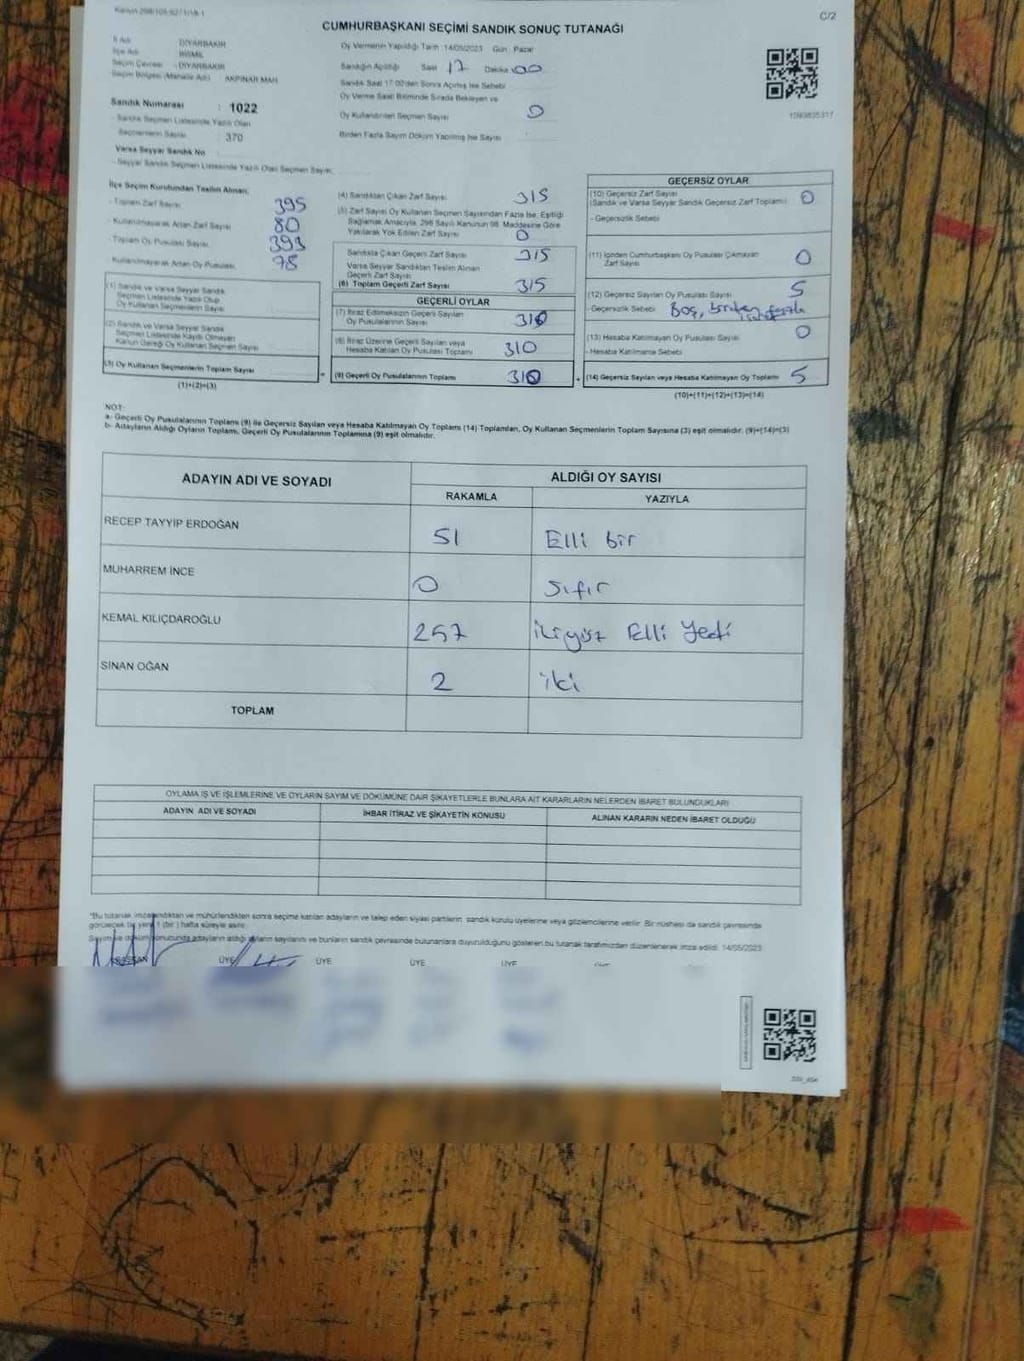 Kanun 298/105-6271/18-1
C/2
CUMHURBAŞKANI SEÇİMİ SANDIK SONUÇ TUTANAĞI
İl Adı : DİYARBAKIR
İlçe Adı : BİSMİL
Seçim Çevresi : DİYARBAKIR
Seçim Bölgesi (Mahalle Adı) : AKPINAR MAH.
Oy Vermenin Yapıldığı Tarih : 14/05/2023 Gün : Pazar
Sandığın Açıldığı Saat 17 Dakika 00
Sandık Saat 17:00'den Sonra Açılmış İse Sebebi
Oy Verme Saati Bitiminde Sırada Bekleyen ve
Oy Kullandırılan Seçmen Sayısı 0
Birden Fazla Sayım Döküm Yapılmış İse Sayısı
Sandık Numarası : 1022
- Sandık Seçmen Listesinde Yazılı Olan
Seçmenlerin Sayısı : 370
Varsa Seyyar Sandık No
- Seyyar Sandık Seçmen Listesinde Yazılı Olan Seçmen Sayısı
İlçe Seçim Kurulundan Teslim Alınan;
- Toplam Zarf Sayısı 395
- Kullanılmayarak Artan Zarf Sayısı 80
- Toplam Oy Pusulası Sayısı 393
- Kullanılmayarak Artan Oy Pusulası 78
(1) Sandık ve Varsa Seyyar Sandık
Seçmen Listesinde Yazılı Olup
Oy Kullanan Seçmenlerin Sayısı
(2) Sandık ve Varsa Seyyar Sandık
Seçmen Listesinde Kaydı Olmayan
Kanun Gereği Oy Kullanan Seçmen Sayısı
(3) Oy Kullanan Seçmenlerin Toplam Sayısı
(1)+(2)=(3)
(4) Sandıktan Çıkan Zarf Sayısı 315
(5) Zarf Sayısı Oy Kullanan Seçmen Sayısından Fazla İse, Eşitliği
Sağlamak Amacıyla, 298 Sayılı Kanunun 98. Maddesine Göre
Yakılarak Yok Edilen Zarf Sayısı 0
Sandıkta Çıkan Geçerli Zarf Sayısı 315
Varsa Seyyar Sandıktan Teslim Alınan
Geçerli Zarf Sayısı
(6) Toplam Geçerli Zarf Sayısı 315
GEÇERLİ OYLAR
(7) İtiraz Edilmeksizin Geçerli Sayılan
Oy Pusulalarının Sayısı 310
(8) İtiraz Üzerine Geçerli Sayılan veya
Hesaba Katılan Oy Pusulası Toplamı 310
(9) Geçerli Oy Pusulalarının Toplamı 310
GEÇERSİZ OYLAR
(10) Geçersiz Zarf Sayısı
(Sandık ve Varsa Seyyar Sandık Geçersiz Zarf Toplamı) 0
- Geçersizlik Sebebi
(11) İçinden Cumhurbaşkanı Oy Pusulası Çıkmayan
Zarf Sayısı 0
(12) Geçersiz Sayılan Oy Pusulası Sayısı 5
- Geçersizlik Sebebi Boş, birden fazla
(13) Hesaba Katılmayan Oy Pusulası Sayısı 0
- Hesaba Katılmama Sebebi
(14) Geçersiz Sayılan veya Hesaba Katılmayan Oy Toplamı 5
(10)+(11)+(12)+(13)=(14)
NOT:
a- Geçerli Oy Pusulalarının Toplamı (9) ile Geçersiz Sayılan veya Hesaba Katılmayan Oy Toplamı (14) Toplamları, Oy Kullanan Seçmenlerin Toplam Sayısına (3) eşit olmalıdır. (9)+(14)=(3)
b- Adayların Aldığı Oyların Toplamı, Geçerli Oy Pusulalarının Toplamına (9) eşit olmalıdır.
ADAYIN ADI VE SOYADI ALDIĞI OY SAYISI
RAKAMLA YAZIYLA
RECEP TAYYİP ERDOĞAN 51 Elli bir
MUHARREM İNCE 0 Sıfır
KEMAL KILIÇDAROĞLU 257 ikiyüz Elli Yedi
SİNAN OĞAN 2 iki
TOPLAM
OYLAMA İŞ VE İŞLEMLERİNE VE OYLARIN SAYIM VE DÖKÜMÜNE DAİR ŞİKAYETLERLE BUNLARA AİT KARARLARIN NELERDEN İBARET BULUNDUKLARI
ADAYIN ADI VE SOYADI İHBAR İTİRAZ VE ŞİKAYETİN KONUSU ALINAN KARARIN NEDEN İBARET OLDUĞU
*Bu tutanak imzalandıktan ve mühürlendikten sonra seçime katılan adayların ve talep eden siyasi partilerin sandık kurulu üyelerine veya gözlemcilerine verilir. Bir nüshesi da sandık çevresinde
görülecek bir yere 1 (bir) hafta süreyle asılır.
Sayım ve döküm sonucunda adayların aldığı oyların sayılarını ve bunların sandık çevresinde bulunanlara duyurulduğunu gösteren bu tutanak tarafımızdan düzenlenerek imza edildi. 14/05/2023
BAŞKAN ÜYE ÜYE ÜYE ÜYE